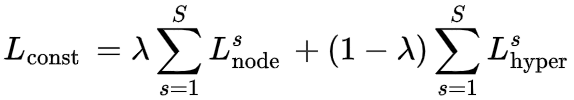 L_const = λ ∑_{s=1}^{S} L^s_node + (1 − λ) ∑_{s=1}^{S} L^s_hyper